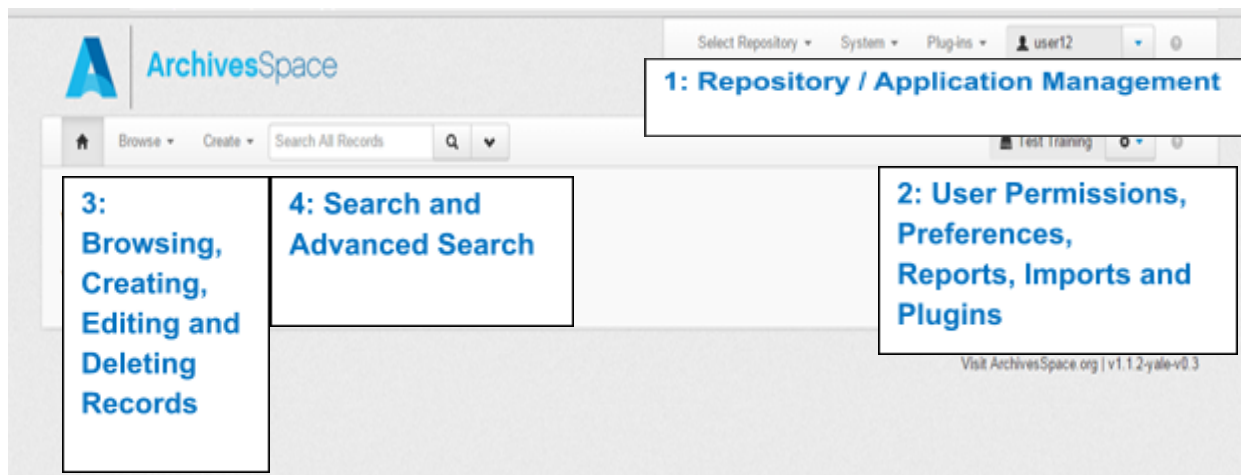 ArchivesSpace
Select Repository System Plug-ins user12
1: Repository / Application Management
Browse Create Search All Records Test Training
3:
Browsing,
Creating,
Editing and
Deleting
Records
4: Search and
Advanced Search
2: User Permissions,
Preferences,
Reports, Imports and
Plugins
Visit ArchivesSpace.org | v1.1.2-yale-v0.3